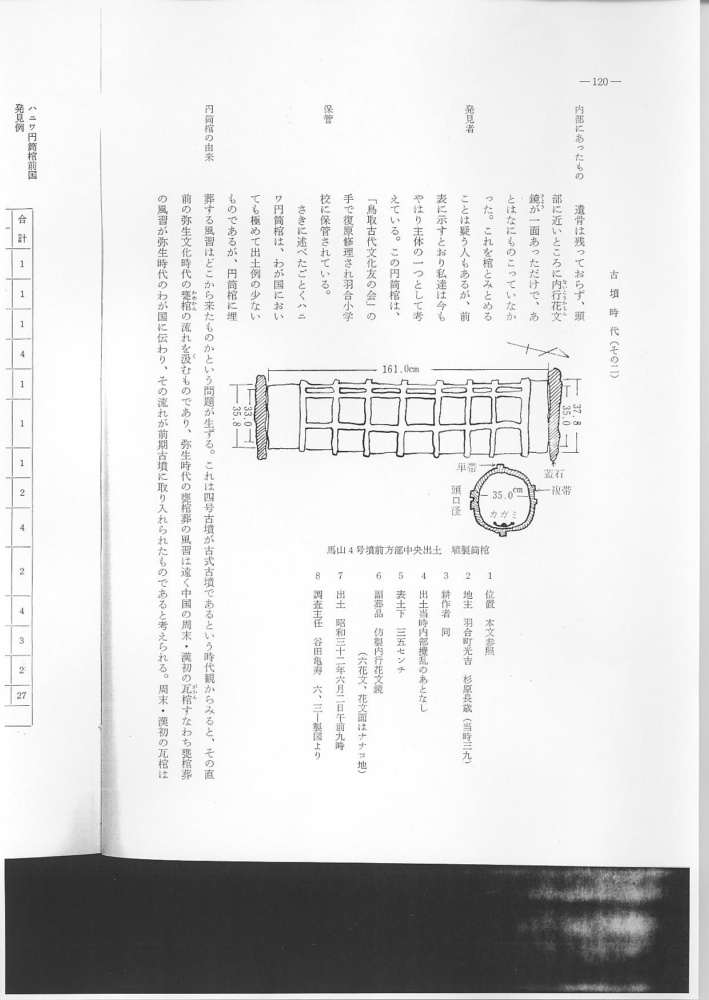 ― 120 ―
古墳時代（その二）
内部にあったもの
遺骨は残っておらず、頭
部に近いところに内行花文
ないこうかもん
鏡が一面あっただけで、あ
きょう
とはなにものこっていなか
った。これを棺とみとめる
発見者
ことは疑う人もあるが、前
表に示すとおり私達は今も
やはり主体の一つとして考
えている。この円筒棺は、
「鳥取古代文化友の会」の
手で復原修理され羽合小学
保管
校に保管されている。
さきに述べたごとくハニ
ワ円筒棺は、わが国におい
ても極めて出土例の少ない
ものであるが、円筒棺に埋
円筒棺の由来
葬する風習はどこから来たものかという問題が生ずる。これは四号古墳が古式古墳であるという時代観からみると、その直
前の弥生文化時代の甕棺の流れを汲むものであり、弥生時代の甕棺葬の風習は遠く中国の周末・漢初の瓦棺すなわち甕棺葬
かめかん
く
がかん
の風習が弥生時代のわが国に伝わり、その流れが前期古墳に取り入れられたものであると考えられる。周末・漢初の瓦棺は
161.0cm
37.8
35.0
33.0
35.8
蓋石
単帯
複帯
頭口径
35.0cm
カガミ
馬山4号墳前方部中央出土　埴製筒棺
1　位置　本文参照
2　地主　羽合町光吉　杉原長蔵（当時三九）
3　耕作者　同
4　出土当時内部攪乱のあとなし
5　表土下　三五センチ
6　副葬品　仿製内行花文鏡
（六花文、花文面はナナコ地）
7　出土　昭和三十二年六月二日午前九時
8　調査主任　谷田亀寿　六、三―製図より
ハニワ円筒棺前国
発見例
合計
1
1
1
4
1
1
1
2
4
2
4
3
2
27